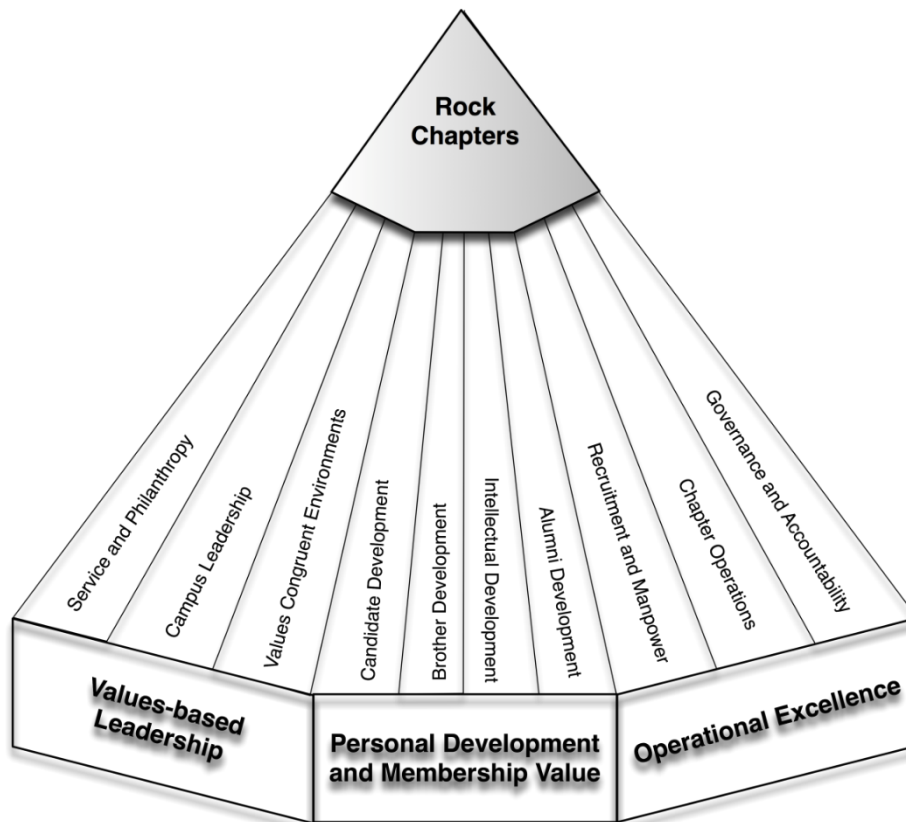 Rock
Chapters
Service and Philanthropy
Campus Leadership
Values Congruent Environments
Candidate Development
Brother Development
Intellectual Development
Alumni Development
Recruitment and Manpower
Chapter Operations
Governance and Accountability
Values-based
Leadership
Personal Development
and Membership Value
Operational Excellence